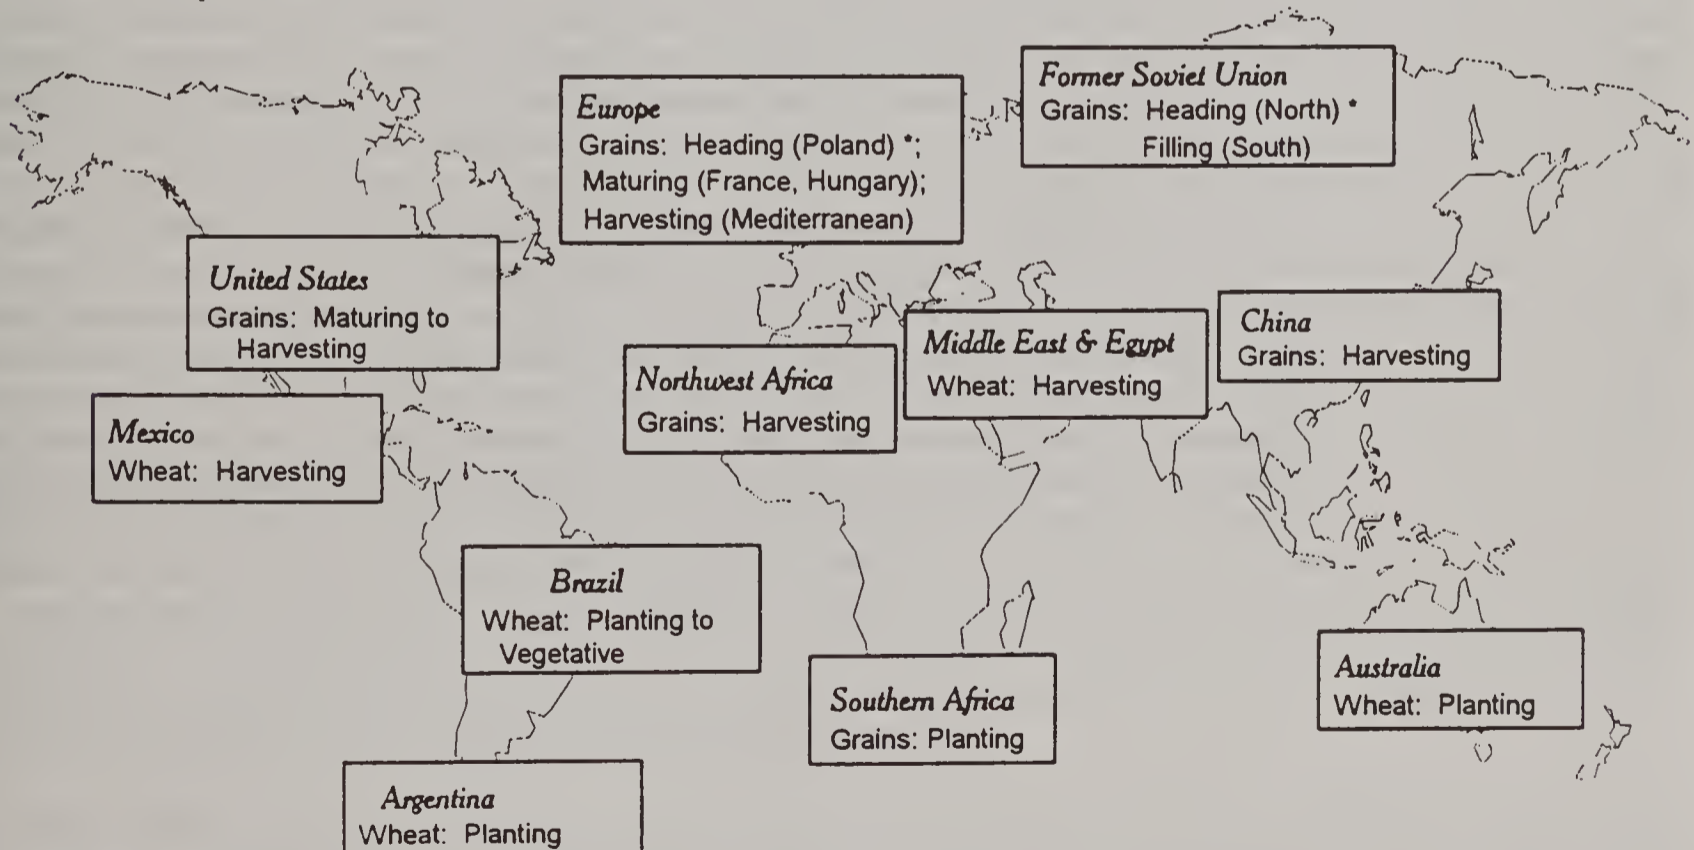 Former Soviet Union
Grains: Heading (North) *
Filling (South)
Europe
Grains: Heading (Poland) *;
Maturing (France, Hungary);
Harvesting (Mediterranean)
United States
Grains: Maturing to
Harvesting
China
Grains: Harvesting
Middle East & Egypt
Wheat: Harvesting
Northwest Africa
Grains: Harvesting
Mexico
Wheat: Harvesting
Brazil
Wheat: Planting to
Vegetative
Southern Africa
Grains: Planting
Australia
Wheat: Planting
Argentina
Wheat: Planting